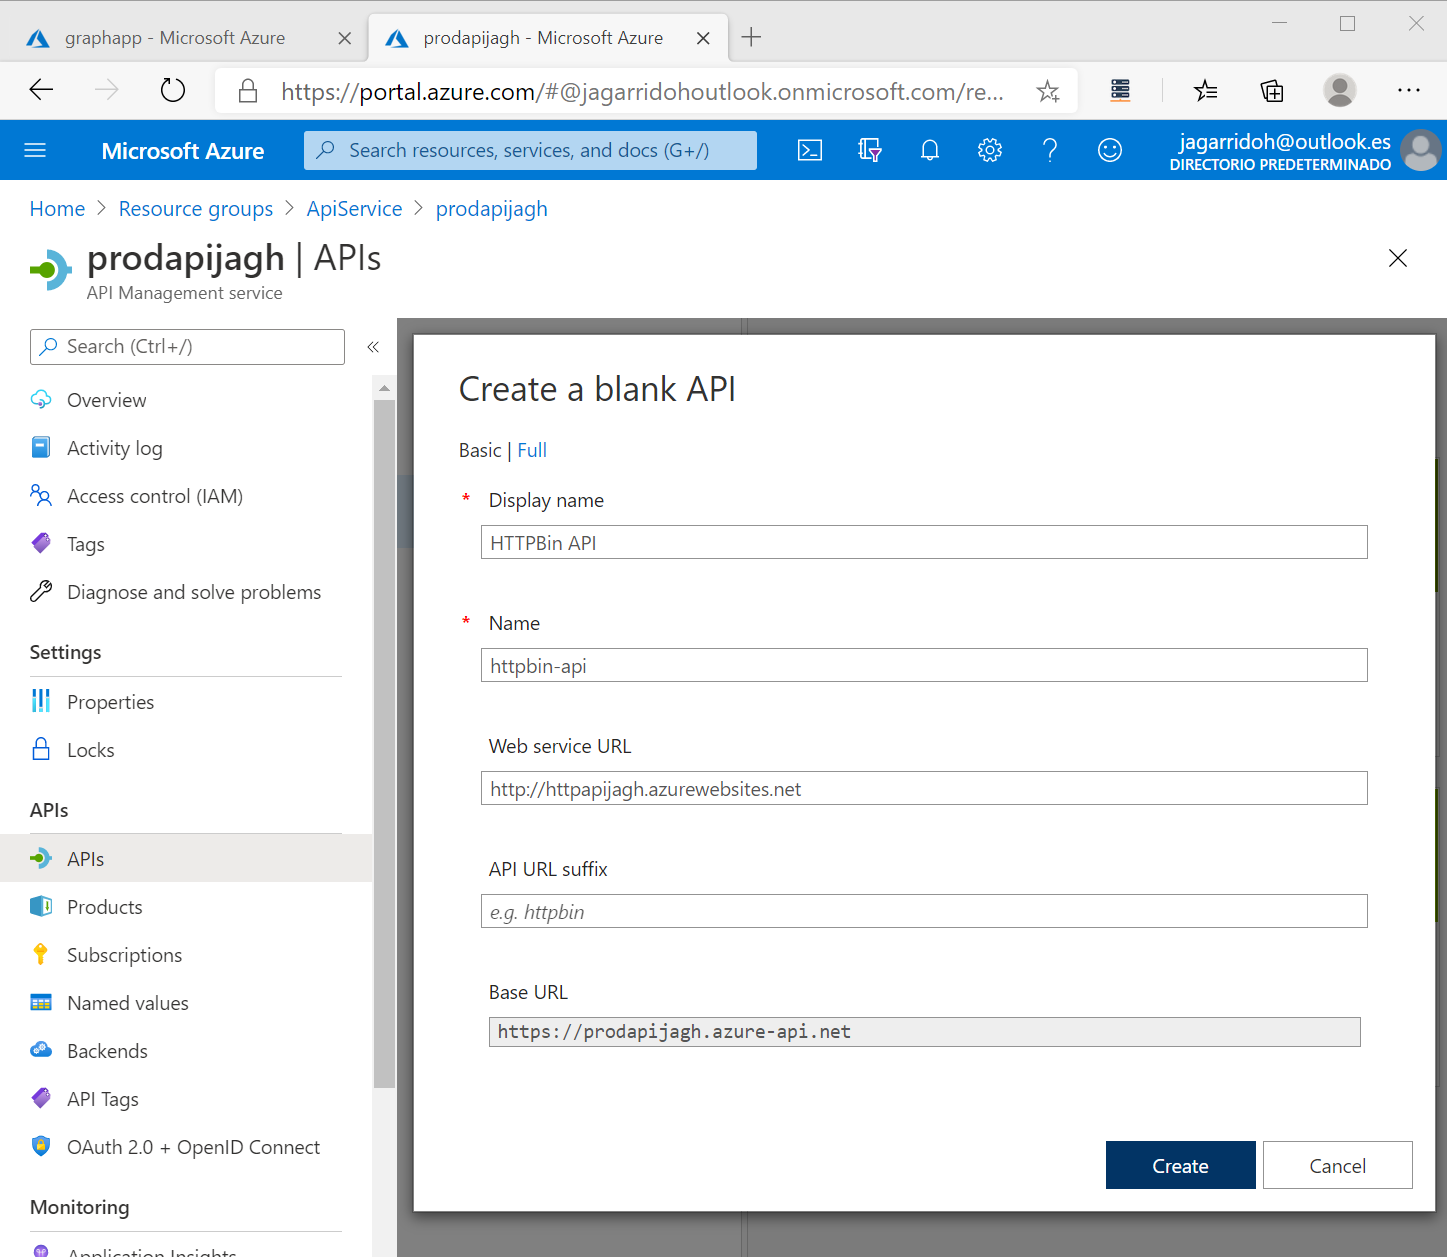 graphapp - Microsoft Azure
prodapijagh - Microsoft Azure
https://portal.azure.com/#@jagarridohoutlook.onmicrosoft.com/re...
Microsoft Azure
Search resources, services, and docs (G+/)
jagarridoh@outlook.es
DIRECTORIO PREDETERMINADO
Home > Resource groups > ApiService > prodapijagh
prodapijagh | APIs
API Management service
Search (Ctrl+/)
«
Overview
Activity log
Access control (IAM)
Tags
Diagnose and solve problems
Settings
Properties
Locks
APIs
APIs
Products
Subscriptions
Named values
Backends
API Tags
OAuth 2.0 + OpenID Connect
Monitoring
Application Insights
Create a blank API
Basic | Full
* Display name
HTTPBin API
* Name
httpbin-api
Web service URL
http://httpapijagh.azurewebsites.net
API URL suffix
e.g. httpbin
Base URL
https://prodapijagh.azure-api.net
Create
Cancel